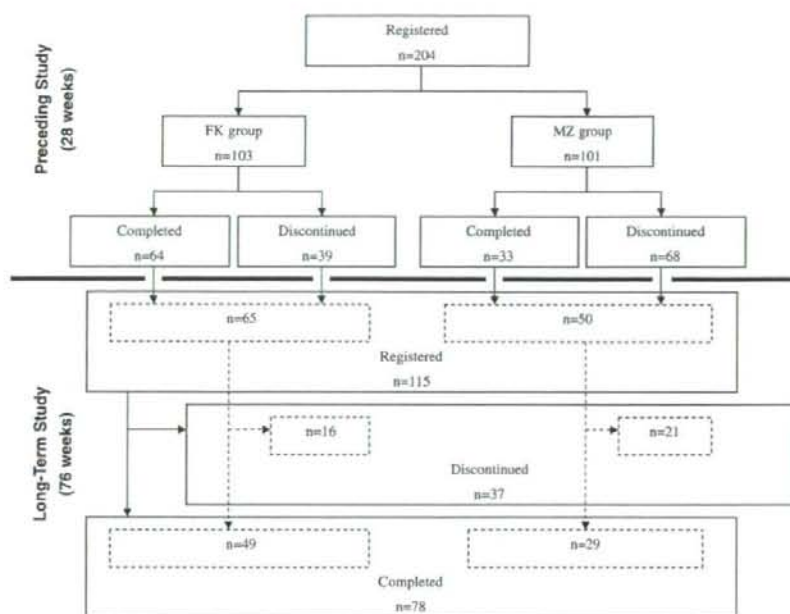 Preceding Study
(28 weeks)
Registered
n=204
FK group
n=103
MZ group
n=101
Completed
n=64
Discontinued
n=39
Completed
n=33
Discontinued
n=68
Long-Term Study
(76 weeks)
n=65
n=50
Registered
n=115
n=16
n=21
Discontinued
n=37
n=49
n=29
Completed
n=78